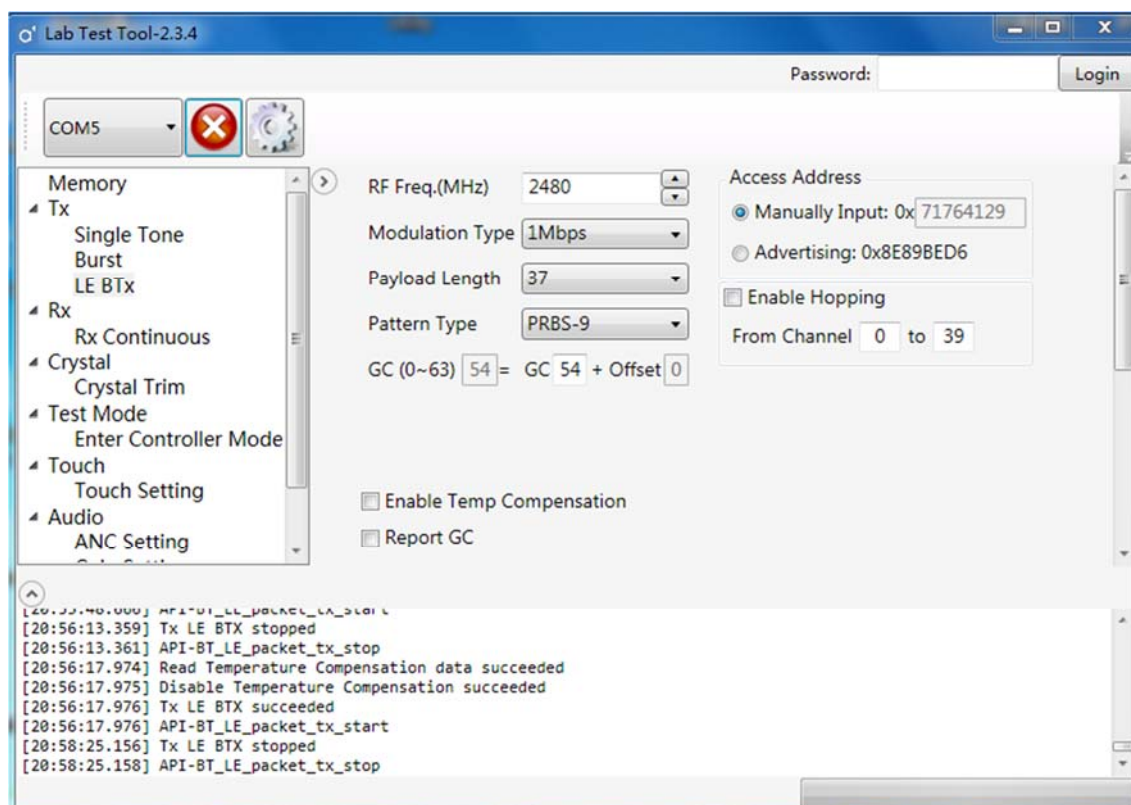 Lab Test Tool-2.3.4
Password:
Login
COM5
Memory
Tx
Single Tone
Burst
LE BTx
Rx
Rx Continuous
Crystal
Crystal Trim
Test Mode
Enter Controller Mode
Touch
Touch Setting
Audio
ANC Setting
RF Freq.(MHz) 2480
Modulation Type 1Mbps
Payload Length 37
Pattern Type PRBS-9
GC (0~63) 54 = GC 54 + Offset 0
Enable Temp Compensation
Report GC
Access Address
Manually Input: 0x 71764129
Advertising: 0x8E89BED6
Enable Hopping
From Channel 0 to 39
API-BT_LE_packet_tx_start
[20:56:13.359] Tx LE BTX stopped
[20:56:13.361] API-BT_LE_packet_tx_stop
[20:56:17.974] Read Temperature Compensation data succeeded
[20:56:17.975] Disable Temperature Compensation succeeded
[20:56:17.976] Tx LE BTX succeeded
[20:56:17.976] API-BT_LE_packet_tx_start
[20:58:25.156] Tx LE BTX stopped
[20:58:25.158] API-BT_LE_packet_tx_stop